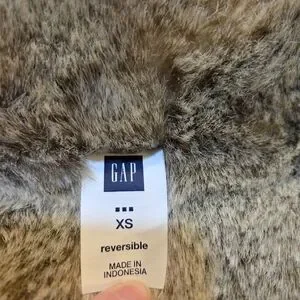 GAP
XS
reversible
MADE IN
INDONESIA